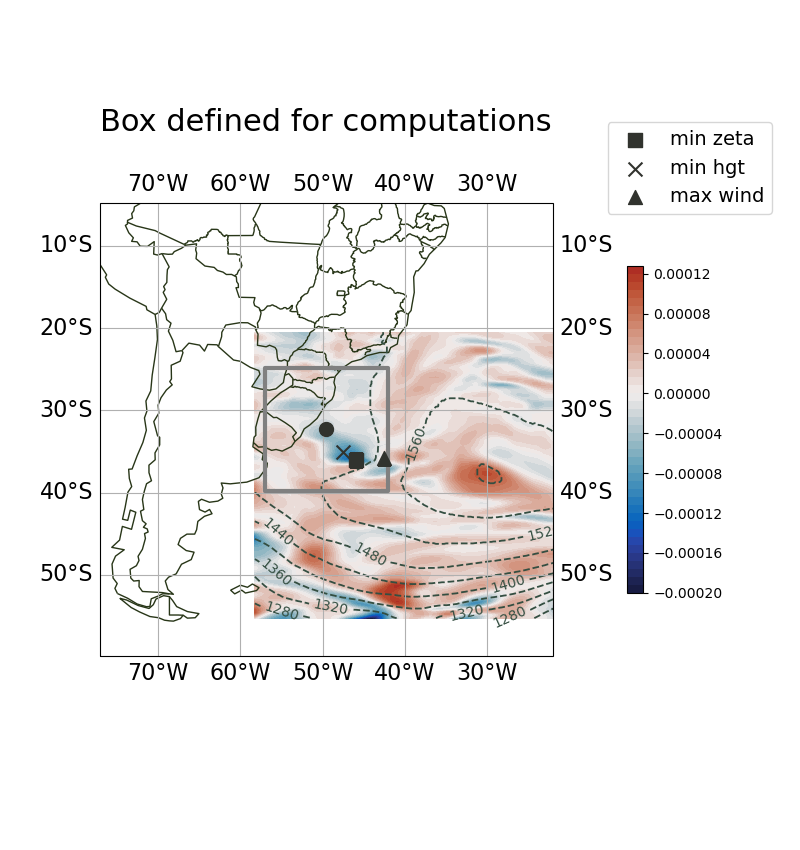 Box defined for computations
min zeta
min hgt
max wind
70°W 60°W 50°W 40°W 30°W
10°S 10°S
20°S 20°S
30°S 30°S
40°S 40°S
50°S 50°S
70°W 60°W 50°W 40°W 30°W
1560
152
1440
1480
1360
1400
1320
1320
1280
1280
0.00012
0.00008
0.00004
0.00000
−0.00004
−0.00008
−0.00012
−0.00016
−0.00020